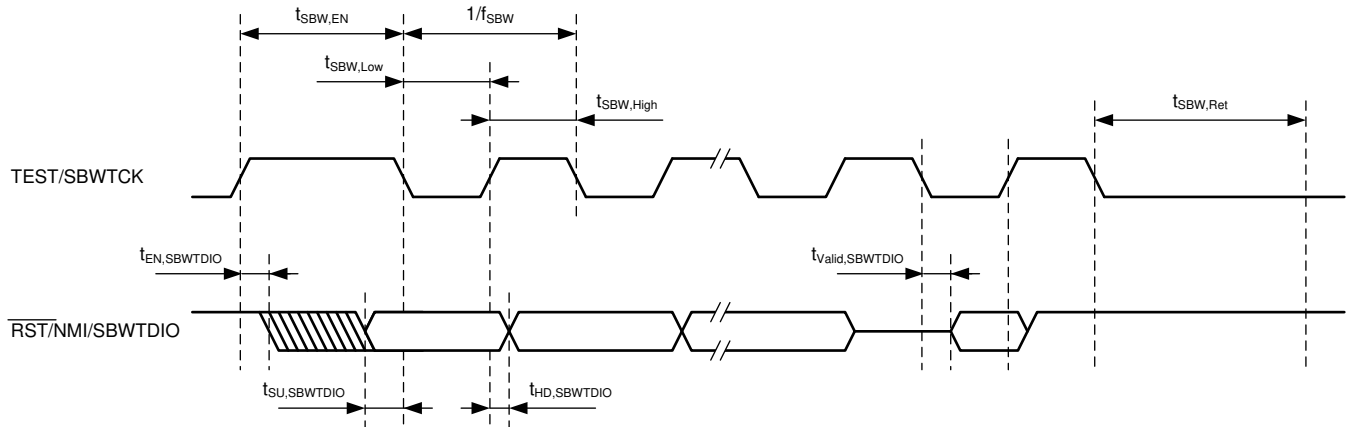 tSBW,EN
1/fSBW
tSBW,Low
tSBW,High
tSBW,Ret
TEST/SBWTCK
tEN,SBWTDIO
tValid,SBWTDIO
RST/NMI/SBWTDIO
tSU,SBWTDIO
tHD,SBWTDIO